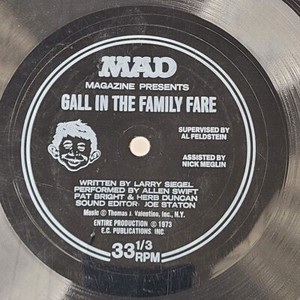 MAD
MAGAZINE PRESENTS
GALL IN THE FAMILY FARE
SUPERVISED BY
AL FELDSTEIN
ASSISTED BY
NICK MEGLIN
WRITTEN BY LARRY SIEGEL
PERFORMED BY ALLEN SWIFT
PAT BRIGHT & HERB DUNCAN
SOUND EDITOR: JOE STATON
Music © Thomas J. Valentino, Inc., N.Y.
ENTIRE PRODUCTION © 1973
E.C. PUBLICATIONS, INC
33 1/3
RPM